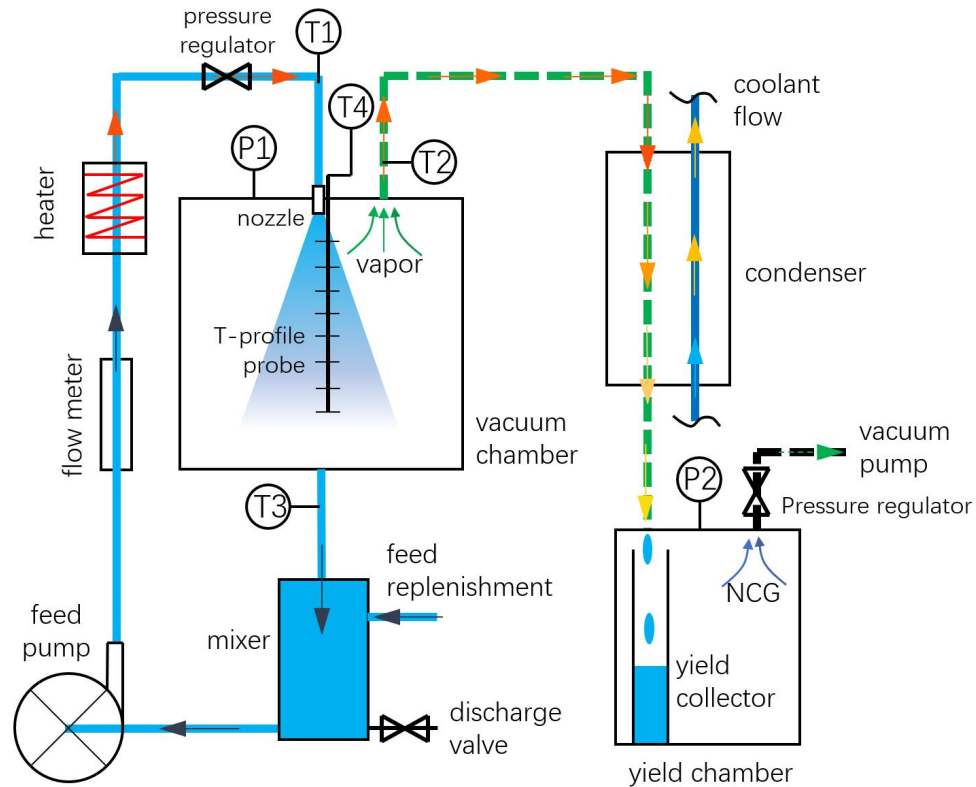 pressure
regulator
T1
T4
P1
T2
coolant
flow
heater
nozzle
vapor
condenser
T-profile
probe
flow meter
vacuum
chamber
vacuum
pump
P2
Pressure regulator
T3
feed
replenishment
NCG
feed
pump
mixer
yield
collector
discharge
valve
yield chamber